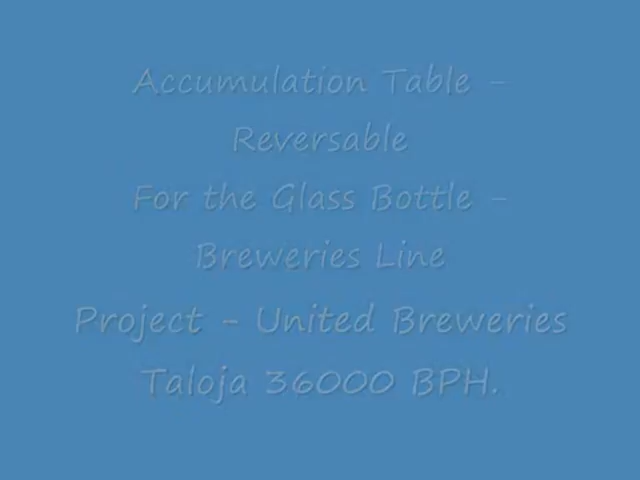 Accumulation Table -
Reversable
For the Glass Bottle -
Breweries Line
Project - United Breweries
Taloja 36000 BPH.